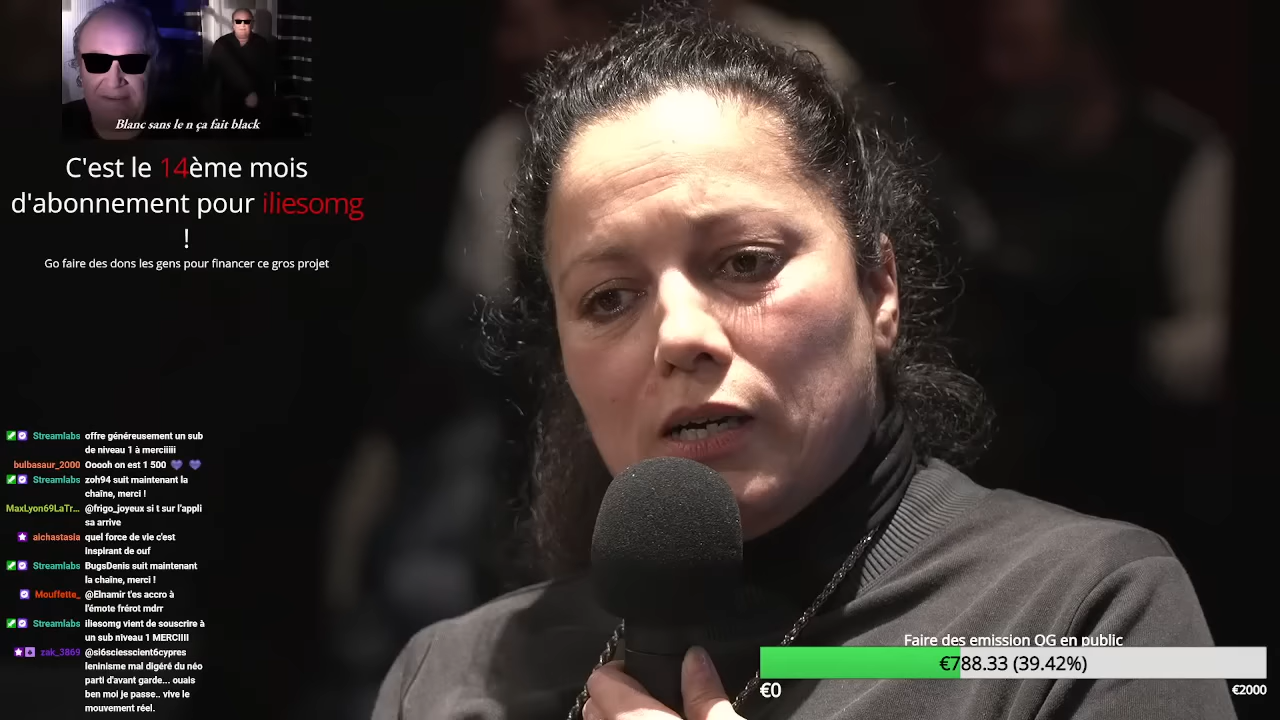 Blanc sans le n ça fait black
C'est le 14ème mois
d'abonnement pour iliesomg
!
Go faire des dons les gens pour financer ce gros projet
Streamlabs offre généreusement un sub
de niveau 1 à merciiiii
bulbasaur_2000 Ooooh on est 1 500 💜 💜
Streamlabs zoh94 suit maintenant la
chaîne, merci !
MaxLyon69LaTr... @frigo_joyeux si t sur l'appli
sa arrive
aichastasia quel force de vie c'est
inspirant de ouf
Streamlabs BugsDenis suit maintenant
la chaîne, merci !
Mouffette_ @Elnamir t'es accro à
l'émote frérot mdrr
Streamlabs iliesomg vient de souscrire à
un sub niveau 1 MERCIIII
zak_3869 @si6sciesscient6cypres
leninisme mal digéré du néo
parti d'avant garde... ouais
ben moi je passe.. vive le
mouvement réel.
Faire des emission QG en public
€788.33 (39.42%)
€0
€2000